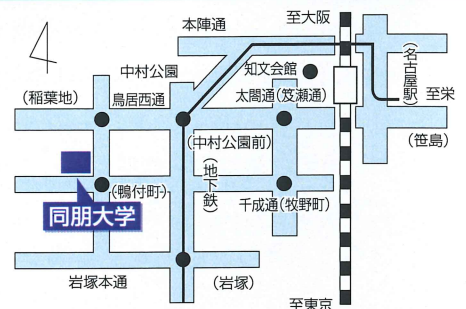 至大阪
本陣通
中村公園
知文会館
(名古屋駅)
(稲葉地)
鳥居西通
太閤通(笈瀬通)
至栄
(中村公園前)
(笹島)
(地下鉄)
(鴨付町)
千成通(牧野町)
同朋大学
岩塚本通
(岩塚)
至東京